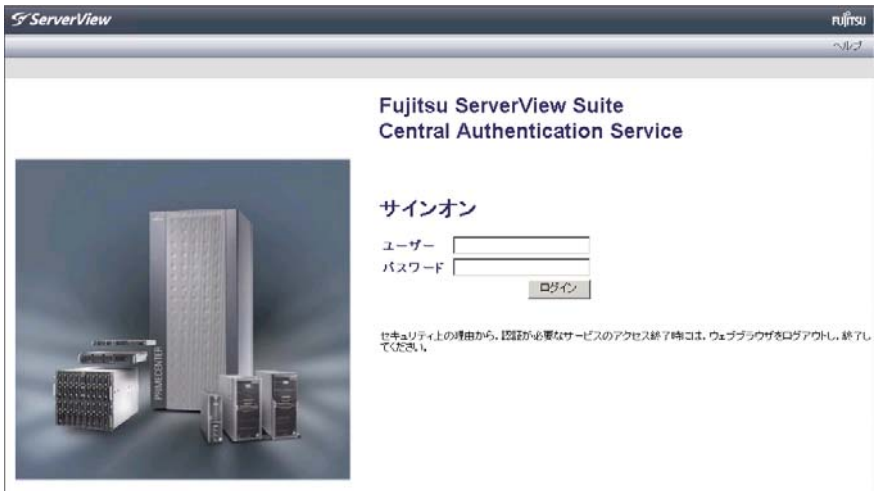 ServerView
FUJITSU
ヘルプ
Fujitsu ServerView Suite
Central Authentication Service
サインオン
ユーザー
パスワード
ログイン
セキュリティ上の理由から、認証が必要なサービスのアクセス終了時には、ウェブブラウザをログアウトし、終了し
てください。
PRIMECENTER